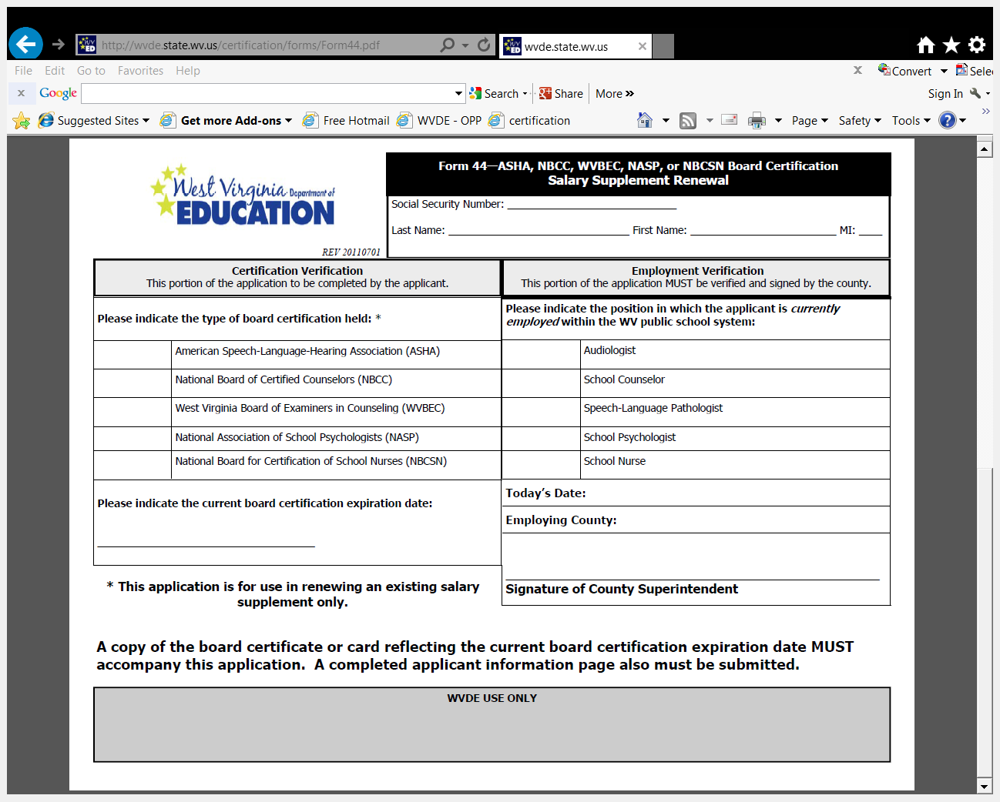 http://wvde.state.wv.us/certification/forms/Form44.pdf
wvde.state.wv.us
File Edit Go to Favorites Help
x Convert Selec
x Google Search Share More » Sign In
Suggested Sites Get more Add-ons Free Hotmail WVDE - OPP certification Page Safety Tools »
West Virginia Department of
EDUCATION
REV 20110701
Form 44—ASHA, NBCC, WVBEC, NASP, or NBCSN Board Certification
Salary Supplement Renewal
Social Security Number: ____________________________
Last Name: ______________________________ First Name: ________________________ MI: ____
Certification Verification
This portion of the application to be completed by the applicant.
Employment Verification
This portion of the application MUST be verified and signed by the county.
Please indicate the type of board certification held: *
Please indicate the position in which the applicant is currently
employed within the WV public school system:
American Speech-Language-Hearing Association (ASHA)
Audiologist
National Board of Certified Counselors (NBCC)
School Counselor
West Virginia Board of Examiners in Counseling (WVBEC)
Speech-Language Pathologist
National Association of School Psychologists (NASP)
School Psychologist
National Board for Certification of School Nurses (NBCSN)
School Nurse
Please indicate the current board certification expiration date:
Today's Date:
Employing County:
Signature of County Superintendent
* This application is for use in renewing an existing salary
supplement only.
A copy of the board certificate or card reflecting the current board certification expiration date MUST
accompany this application. A completed applicant information page also must be submitted.
WVDE USE ONLY